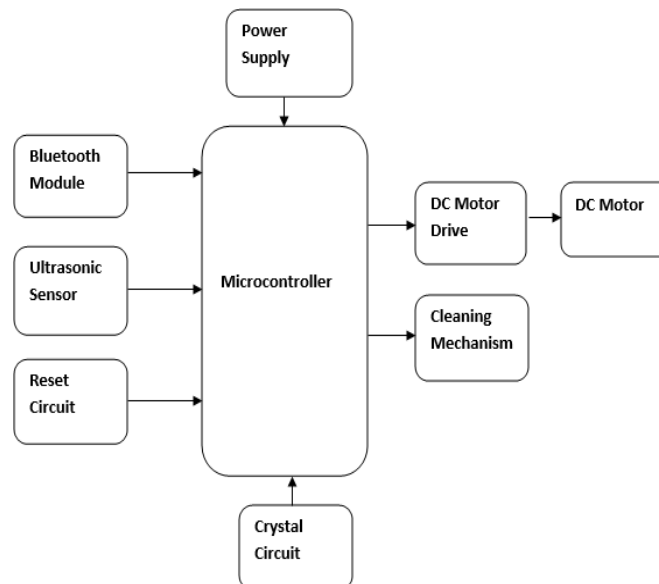 Power
Supply
Bluetooth
Module
Ultrasonic
Sensor
Reset
Circuit
Microcontroller
DC Motor
Drive
DC Motor
Cleaning
Mechanism
Crystal
Circuit